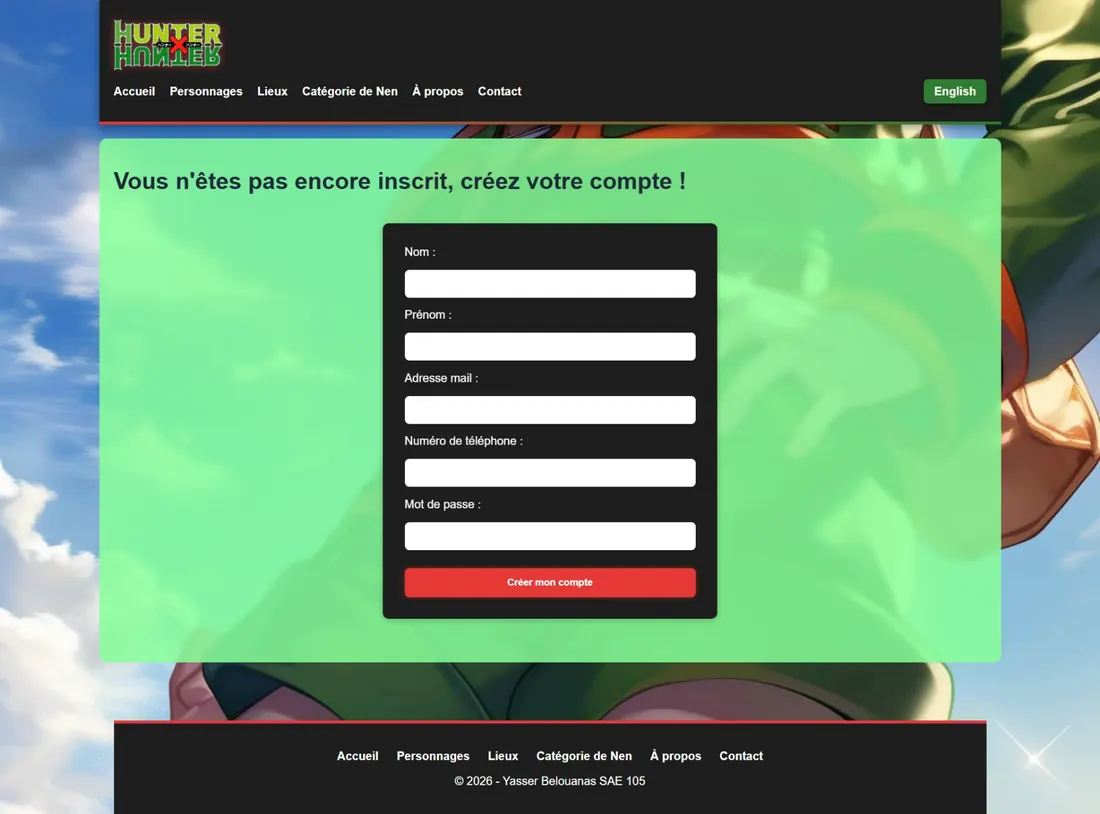 HUNTER
HUNTER
Accueil Personnages Lieux Catégorie de Nen À propos Contact English
Vous n'êtes pas encore inscrit, créez votre compte !
Nom :
Prénom :
Adresse mail :
Numéro de téléphone :
Mot de passe :
Créer mon compte
Accueil Personnages Lieux Catégorie de Nen À propos Contact
© 2026 - Yasser Belouanas SAE 105